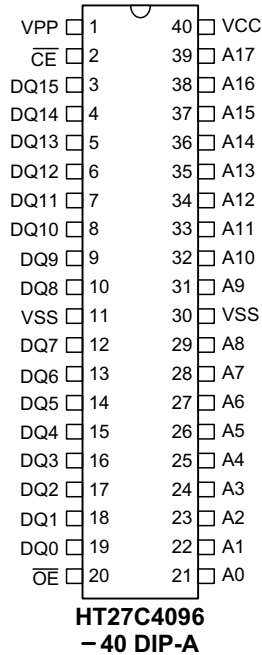 VPP 1 40 VCC
C̅E̅ 2 39 A17
DQ15 3 38 A16
DQ14 4 37 A15
DQ13 5 36 A14
DQ12 6 35 A13
DQ11 7 34 A12
DQ10 8 33 A11
DQ9 9 32 A10
DQ8 10 31 A9
VSS 11 30 VSS
DQ7 12 29 A8
DQ6 13 28 A7
DQ5 14 27 A6
DQ4 15 26 A5
DQ3 16 25 A4
DQ2 17 24 A3
DQ1 18 23 A2
DQ0 19 22 A1
O̅E̅ 20 21 A0
HT27C4096
– 40 DIP-A